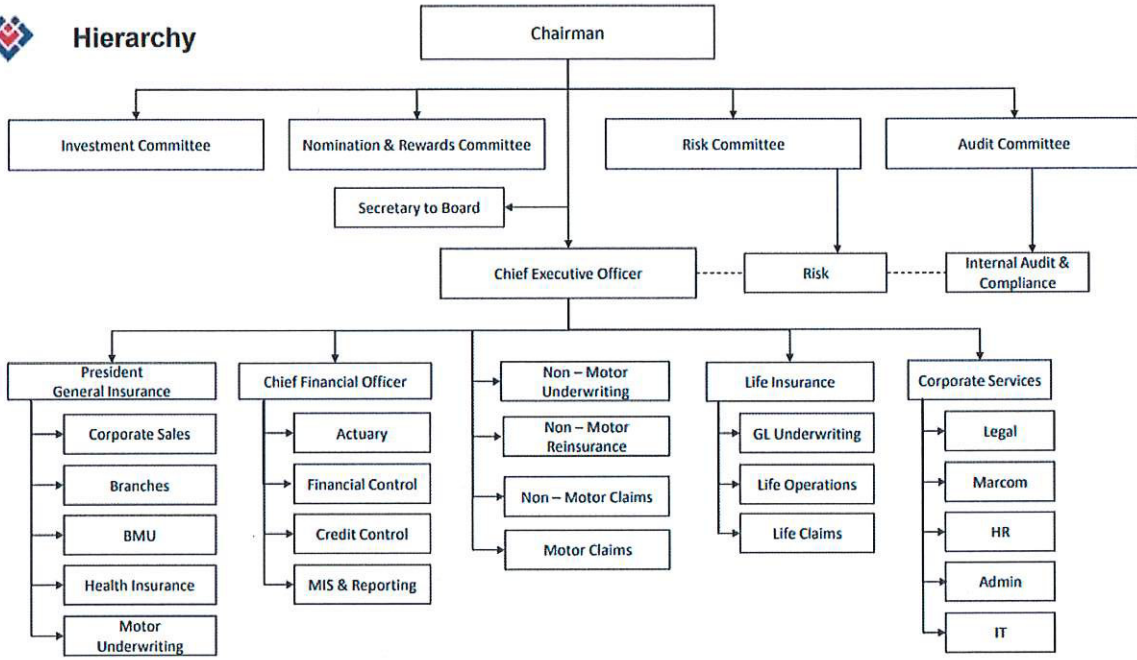 Hierarchy
Chairman
Investment Committee
Nomination & Rewards Committee
Risk Committee
Audit Committee
Secretary to Board
Chief Executive Officer
Risk
Internal Audit &
Compliance
President
General Insurance
Corporate Sales
Branches
BMU
Health Insurance
Motor
Underwriting
Chief Financial Officer
Actuary
Financial Control
Credit Control
MIS & Reporting
Non – Motor
Underwriting
Non – Motor
Reinsurance
Non – Motor Claims
Motor Claims
Life Insurance
GL Underwriting
Life Operations
Life Claims
Corporate Services
Legal
Marcom
HR
Admin
IT